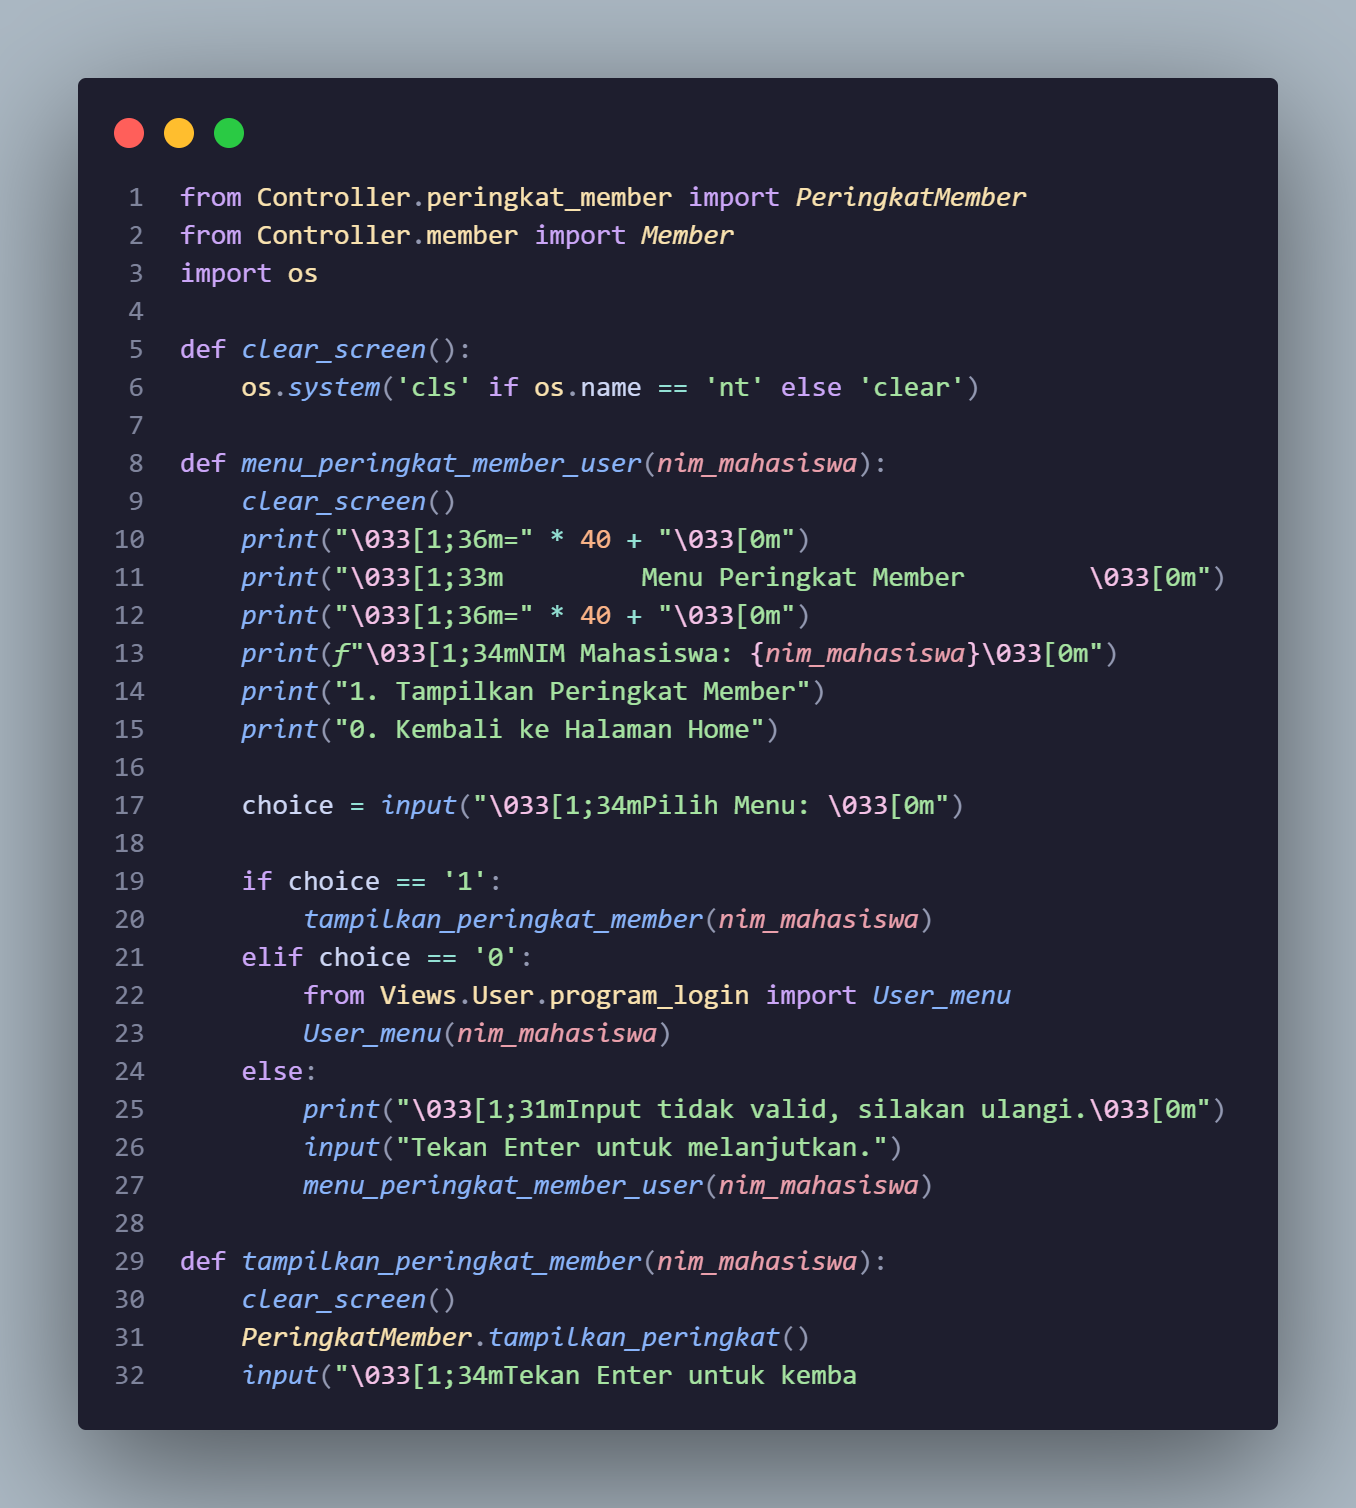 1 from Controller.peringkat_member import PeringkatMember
2 from Controller.member import Member
3 import os
4
5 def clear_screen():
6     os.system('cls' if os.name == 'nt' else 'clear')
7
8 def menu_peringkat_member_user(nim_mahasiswa):
9     clear_screen()
10     print("\033[1;36m=" * 40 + "\033[0m")
11     print("\033[1;33m         Menu Peringkat Member        \033[0m")
12     print("\033[1;36m=" * 40 + "\033[0m")
13     print(f"\033[1;34mNIM Mahasiswa: {nim_mahasiswa}\033[0m")
14     print("1. Tampilkan Peringkat Member")
15     print("0. Kembali ke Halaman Home")
16
17     choice = input("\033[1;34mPilih Menu: \033[0m")
18
19     if choice == '1':
20         tampilkan_peringkat_member(nim_mahasiswa)
21     elif choice == '0':
22         from Views.User.program_login import User_menu
23         User_menu(nim_mahasiswa)
24     else:
25         print("\033[1;31mInput tidak valid, silakan ulangi.\033[0m")
26         input("Tekan Enter untuk melanjutkan.")
27         menu_peringkat_member_user(nim_mahasiswa)
28
29 def tampilkan_peringkat_member(nim_mahasiswa):
30     clear_screen()
31     PeringkatMember.tampilkan_peringkat()
32     input("\033[1;34mTekan Enter untuk kemba